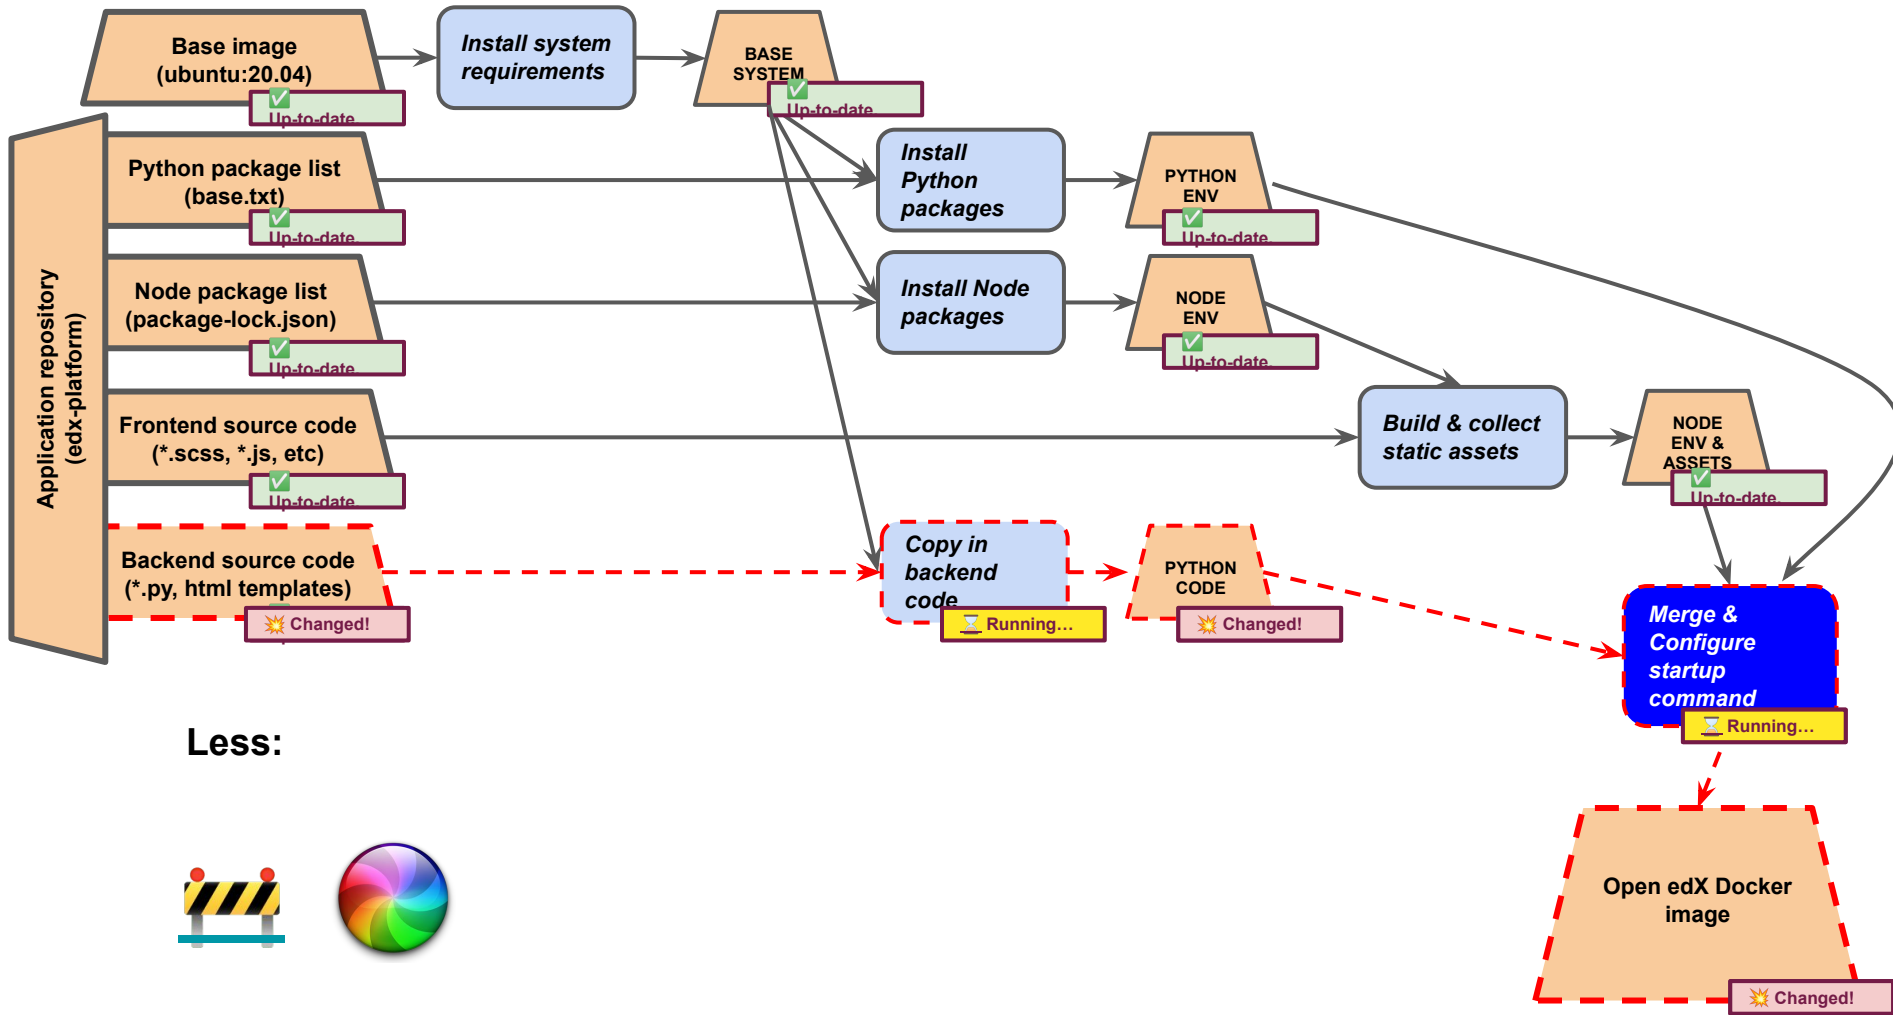 Base image
(ubuntu:20.04)
✅
Up-to-date.
Install system
requirements
BASE
SYSTEM
✅
Up-to-date.
Application repository
(edx-platform)
Python package list
(base.txt)
✅
Up-to-date.
Install
Python
packages
PYTHON
ENV
✅
Up-to-date.
Node package list
(package-lock.json)
✅
Up-to-date.
Install Node
packages
NODE
ENV
✅
Up-to-date.
Frontend source code
(*.scss, *.js, etc)
✅
Up-to-date.
Build & collect
static assets
NODE
ENV &
ASSETS
✅
Up-to-date.
Backend source code
(*.py, html templates)
💥 Changed!
Copy in
backend
code
⏳ Running...
PYTHON
CODE
💥 Changed!
Merge &
Configure
startup
command
⏳ Running...
Less:
Open edX Docker
image
💥 Changed!